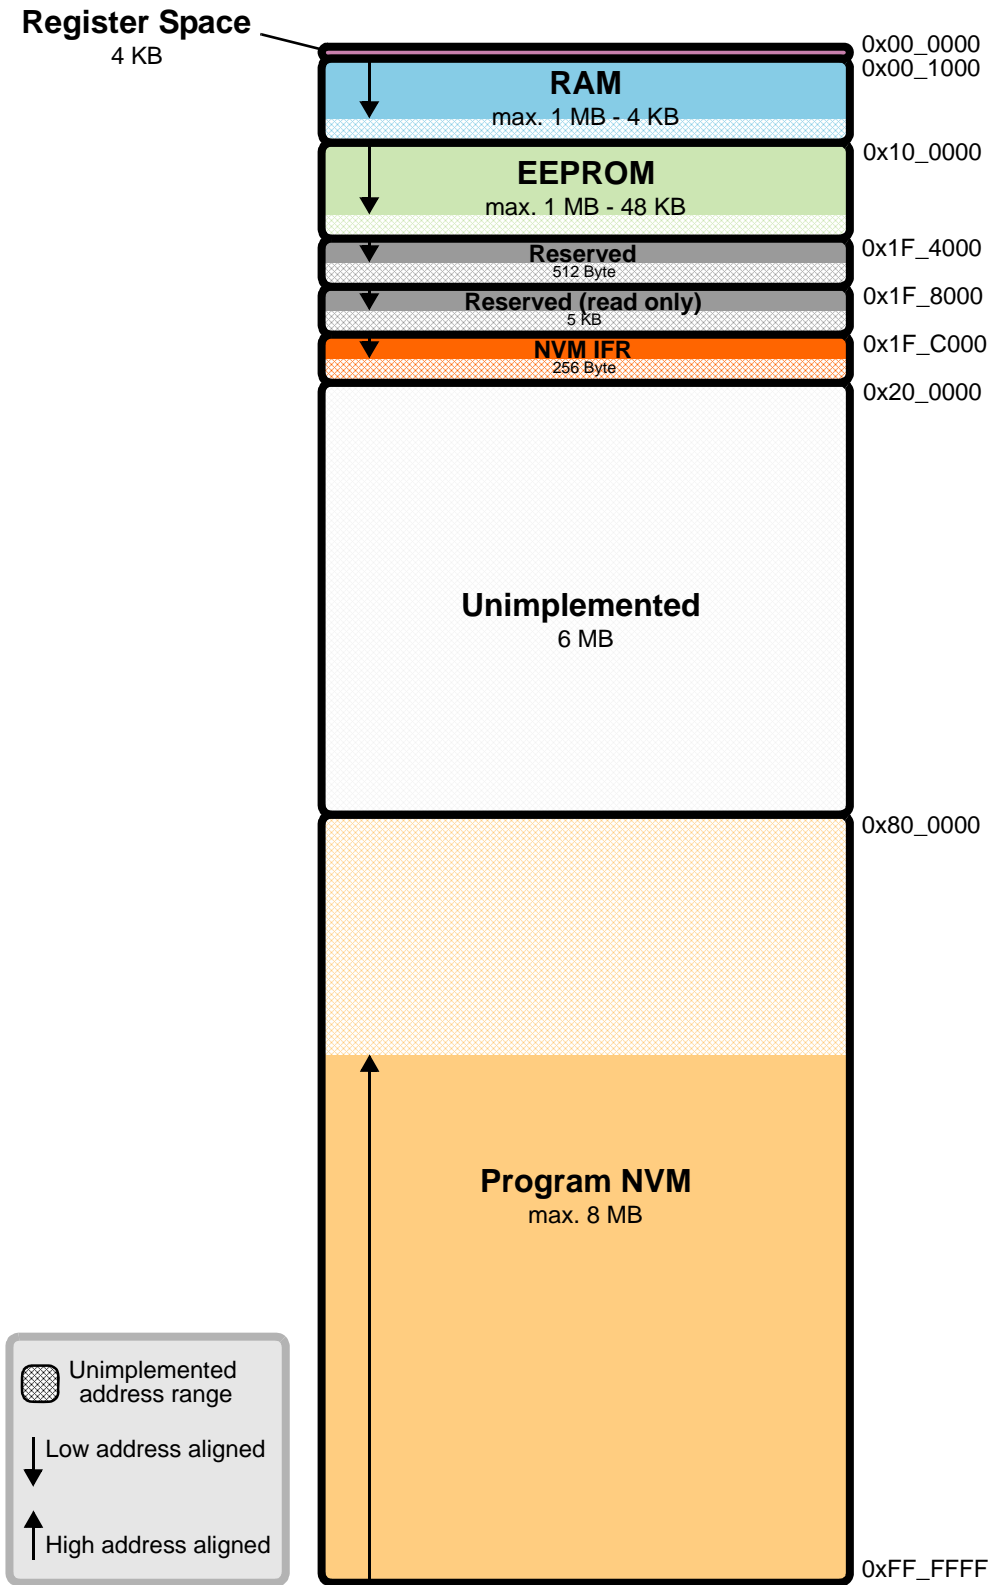 Register Space
4 KB
0x00_0000
0x00_1000
RAM
max. 1 MB - 4 KB
0x10_0000
EEPROM
max. 1 MB - 48 KB
0x1F_4000
Reserved
512 Byte
0x1F_8000
Reserved (read only)
5 KB
0x1F_C000
NVM IFR
256 Byte
0x20_0000
Unimplemented
6 MB
0x80_0000
Program NVM
max. 8 MB
Unimplemented
address range
Low address aligned
High address aligned
0xFF_FFFF